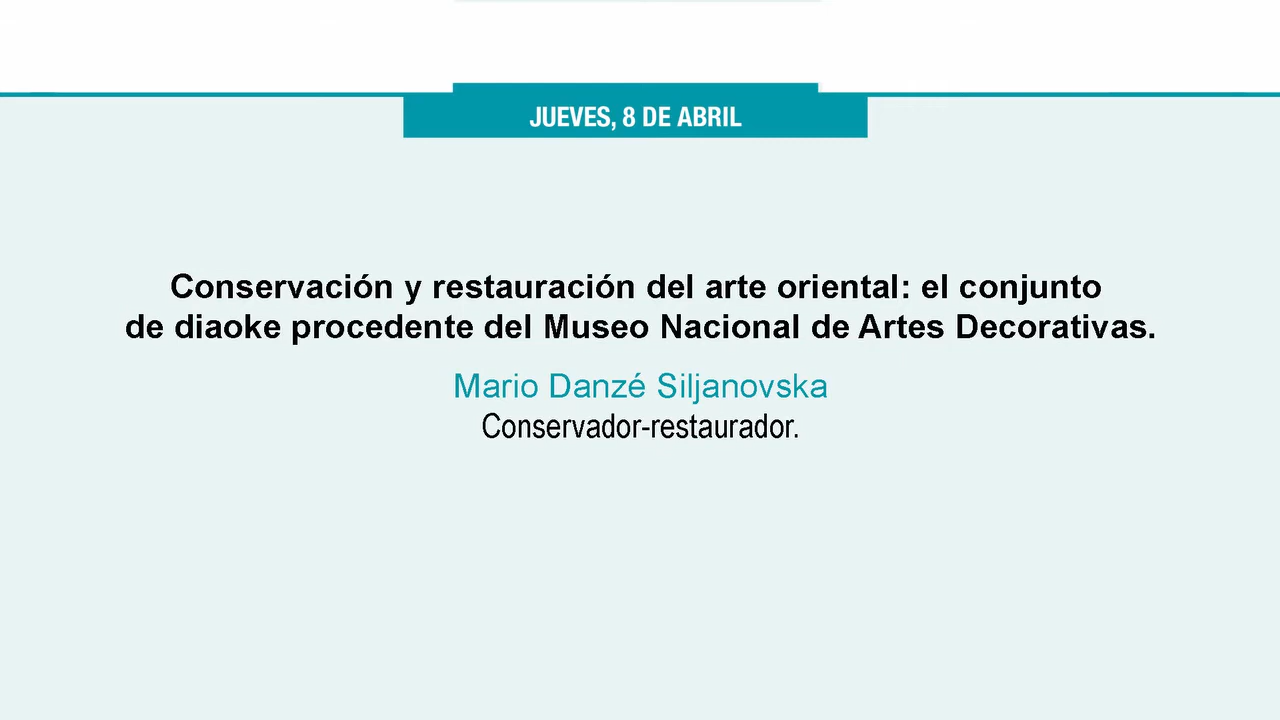 JUEVES, 8 DE ABRIL
Conservación y restauración del arte oriental: el conjunto
de diaoke procedente del Museo Nacional de Artes Decorativas.
Mario Danzé Siljanovska
Conservador-restaurador.